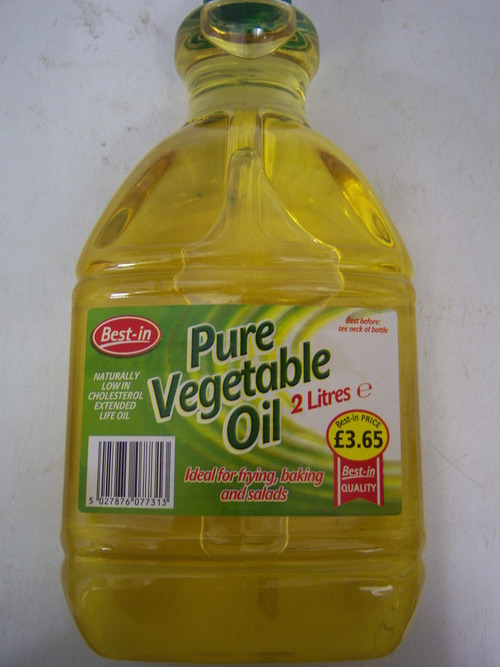 Best-in
Pure
Vegetable
Oil
2 Litres ℮
Best before:
see neck of bottle
NATURALLY
LOW IN
CHOLESTEROL
EXTENDED
LIFE OIL
Best-in PRICE
£3.65
Best-in
QUALITY
Ideal for frying, baking
and salads
5 027876 077313